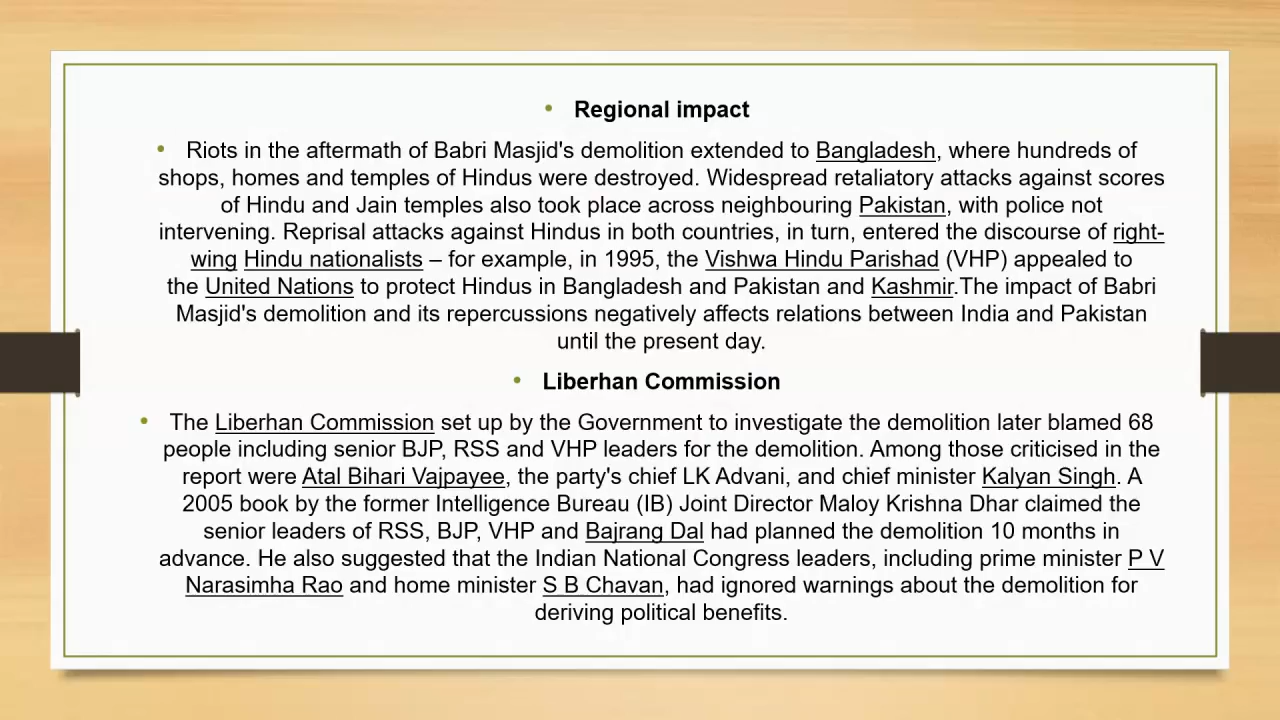 • Regional impact
• Riots in the aftermath of Babri Masjid's demolition extended to Bangladesh, where hundreds of
shops, homes and temples of Hindus were destroyed. Widespread retaliatory attacks against scores
of Hindu and Jain temples also took place across neighbouring Pakistan, with police not
intervening. Reprisal attacks against Hindus in both countries, in turn, entered the discourse of right-
wing Hindu nationalists – for example, in 1995, the Vishwa Hindu Parishad (VHP) appealed to
the United Nations to protect Hindus in Bangladesh and Pakistan and Kashmir.The impact of Babri
Masjid's demolition and its repercussions negatively affects relations between India and Pakistan
until the present day.
• Liberhan Commission
• The Liberhan Commission set up by the Government to investigate the demolition later blamed 68
people including senior BJP, RSS and VHP leaders for the demolition. Among those criticised in the
report were Atal Bihari Vajpayee, the party's chief LK Advani, and chief minister Kalyan Singh. A
2005 book by the former Intelligence Bureau (IB) Joint Director Maloy Krishna Dhar claimed the
senior leaders of RSS, BJP, VHP and Bajrang Dal had planned the demolition 10 months in
advance. He also suggested that the Indian National Congress leaders, including prime minister P V
Narasimha Rao and home minister S B Chavan, had ignored warnings about the demolition for
deriving political benefits.